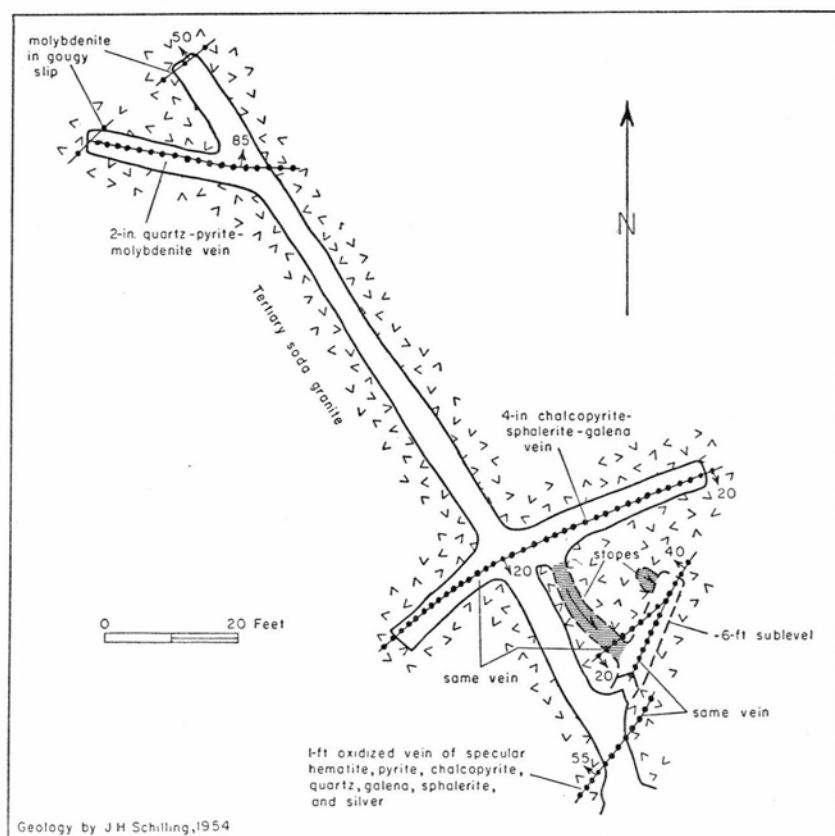 molybdenite
in gougy
slip
50
85
2-in. quartz-pyrite-
molybdenite vein
N
Tertiary soda granite
4-in chalcopyrite-
sphalerite-galena
vein
20
20
stopes
40
0 20 Feet
-6-ft sublevel
20
same vein
same vein
55
1-ft oxidized vein of specular
hematite, pyrite, chalcopyrite,
quartz, galena, sphalerite,
and silver
Geology by J H Schilling, 1954